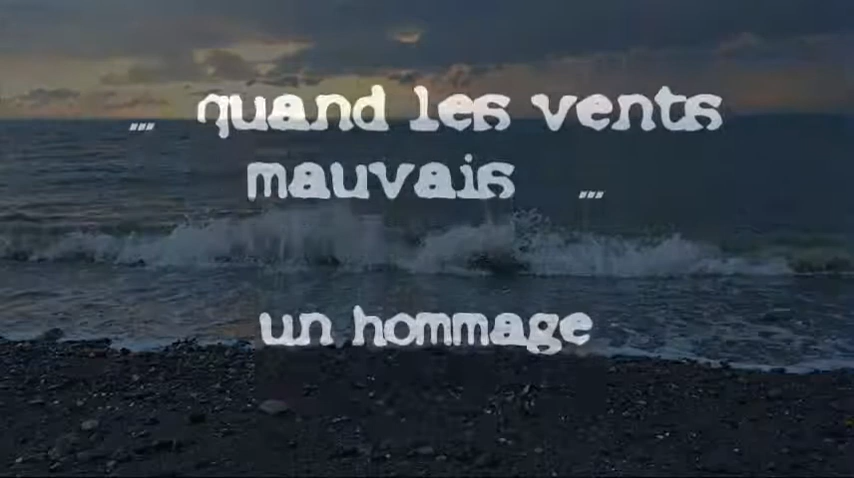 ... quand les vents
mauvais ...
un hommage